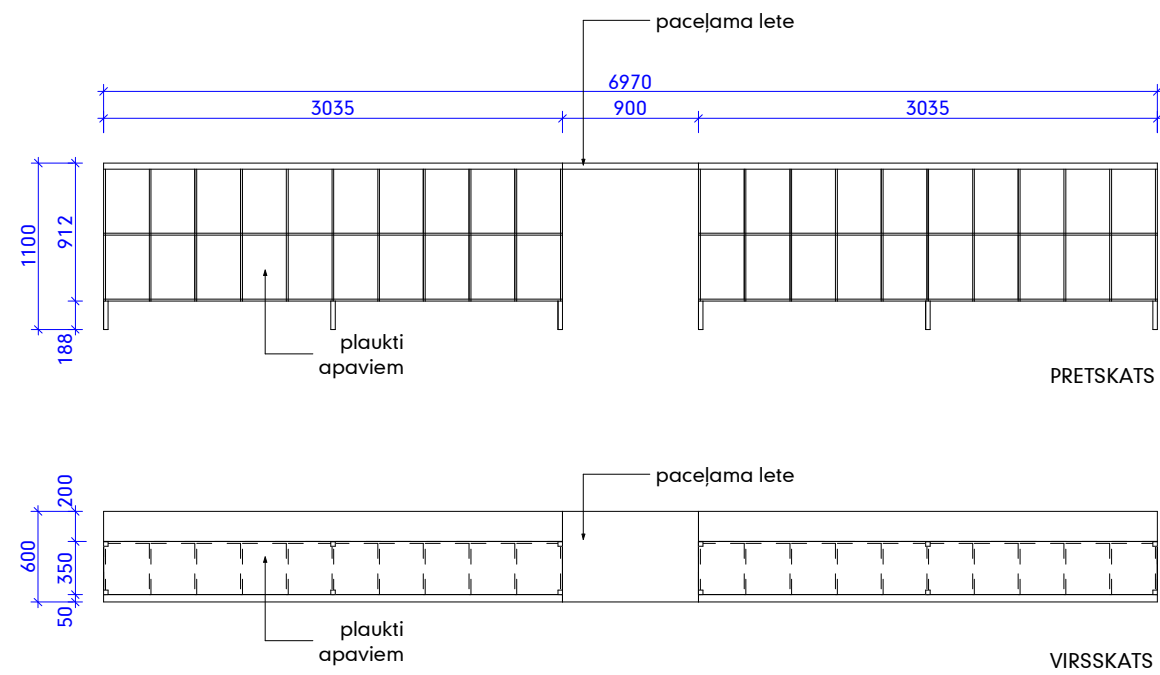 paceļama lete
6970
3035
900
3035
1100
912
188
plaukti
apaviem
PRETSKATS
paceļama lete
200
600
350
50
plaukti
apaviem
VIRSSKATS